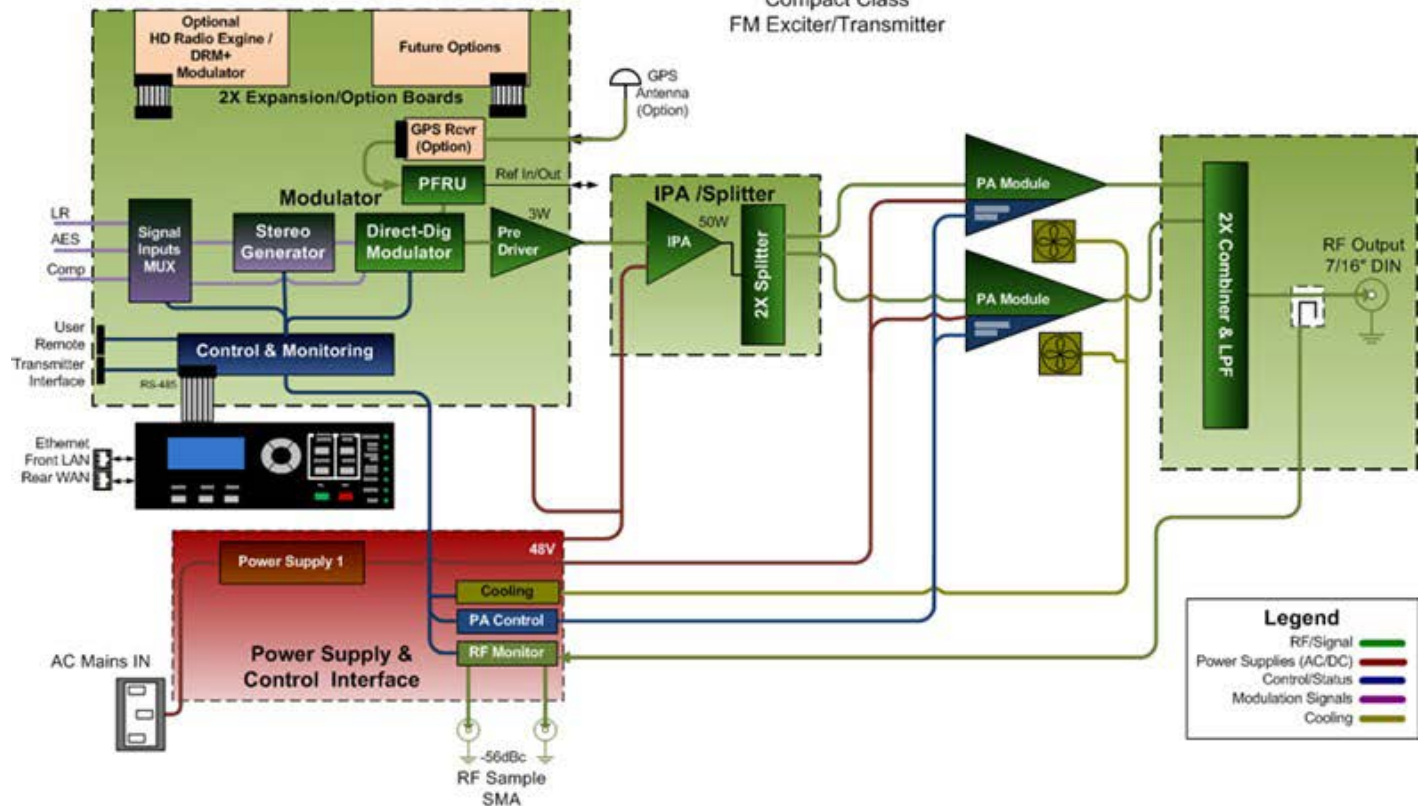 Compact Class
FM Exciter/Transmitter
Optional
HD Radio Exgine /
DRM+
Modulator
Future Options
2X Expansion/Option Boards
GPS
Antenna
(Option)
GPS Rcvr
(Option)
PFRU
Ref In/Out
Modulator
LR
AES
Comp
Signal
Inputs
MUX
Stereo
Generator
Direct-Dig
Modulator
Pre
Driver
3W
IPA /Splitter
IPA
50W
2X Splitter
PA Module
PA Module
2X Combiner & LPF
RF Output
7/16" DIN
User
Remote
Transmitter
Interface
RS-485
Control & Monitoring
Ethernet
Front LAN
Rear WAN
48V
Power Supply 1
Cooling
PA Control
RF Monitor
Power Supply &
Control Interface
AC Mains IN
-56dBc
RF Sample
SMA
Legend
RF/Signal
Power Supplies (AC/DC)
Control/Status
Modulation Signals
Cooling